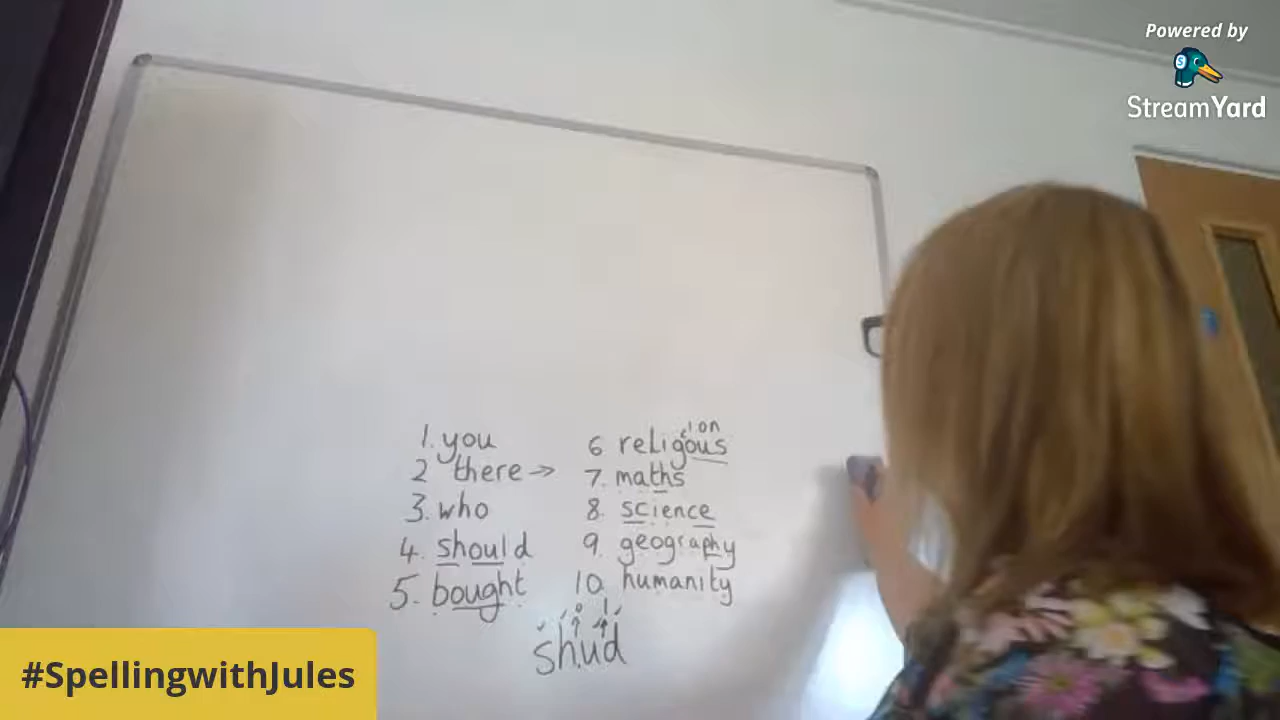 Powered by
StreamYard
1. you
2 there →
3. who
4. should
5. bought
ion
6 religous
7. maths
8. science
9. geography
10. humanity
o l
shud
#SpellingwithJules